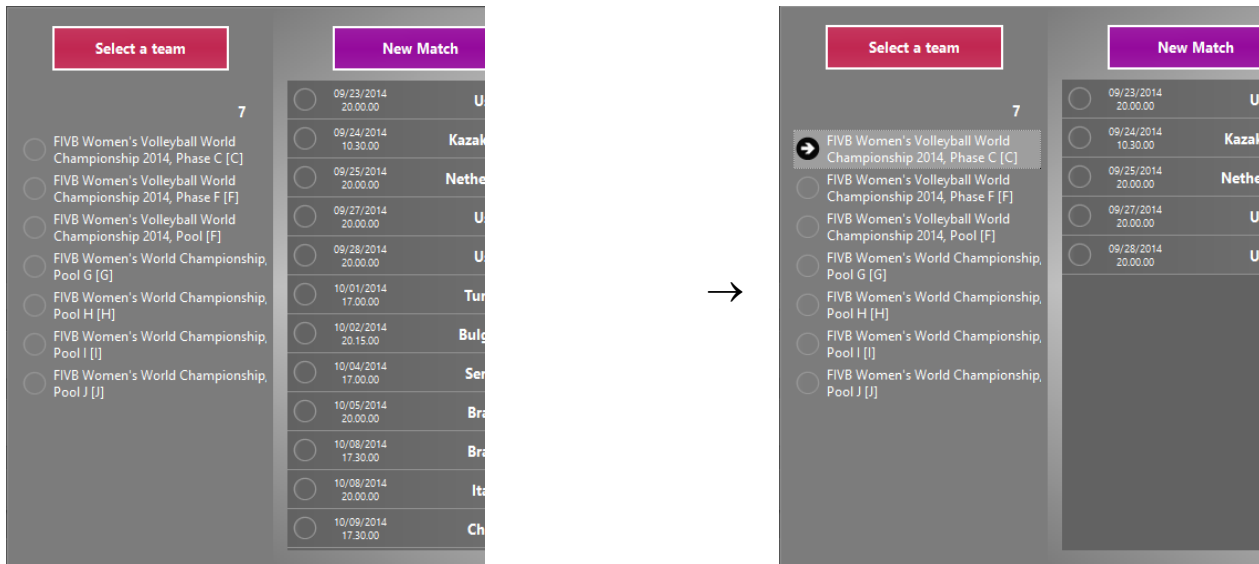 Select a team
New Match
7
FIVB Women's Volleyball World
Championship 2014, Phase C [C]
FIVB Women's Volleyball World
Championship 2014, Phase F [F]
FIVB Women's Volleyball World
Championship 2014, Pool [F]
FIVB Women's World Championship,
Pool G [G]
FIVB Women's World Championship,
Pool H [H]
FIVB Women's World Championship,
Pool I [I]
FIVB Women's World Championship,
Pool J [J]
09/23/2014
20.00.00
U
09/24/2014
10.30.00
Kazak
09/25/2014
20.00.00
Nethe
09/27/2014
20.00.00
U
09/28/2014
20.00.00
U
10/01/2014
17.00.00
Tur
10/02/2014
20.15.00
Bulg
10/04/2014
17.00.00
Ser
10/05/2014
20.00.00
Bra
10/08/2014
17.30.00
Bra
10/08/2014
20.00.00
Ita
10/09/2014
17.30.00
Ch
→
Select a team
New Match
7
FIVB Women's Volleyball World
Championship 2014, Phase C [C]
FIVB Women's Volleyball World
Championship 2014, Phase F [F]
FIVB Women's Volleyball World
Championship 2014, Pool [F]
FIVB Women's World Championship,
Pool G [G]
FIVB Women's World Championship,
Pool H [H]
FIVB Women's World Championship,
Pool I [I]
FIVB Women's World Championship,
Pool J [J]
09/23/2014
20.00.00
U
09/24/2014
10.30.00
Kazak
09/25/2014
20.00.00
Nethe
09/27/2014
20.00.00
U
09/28/2014
20.00.00
U